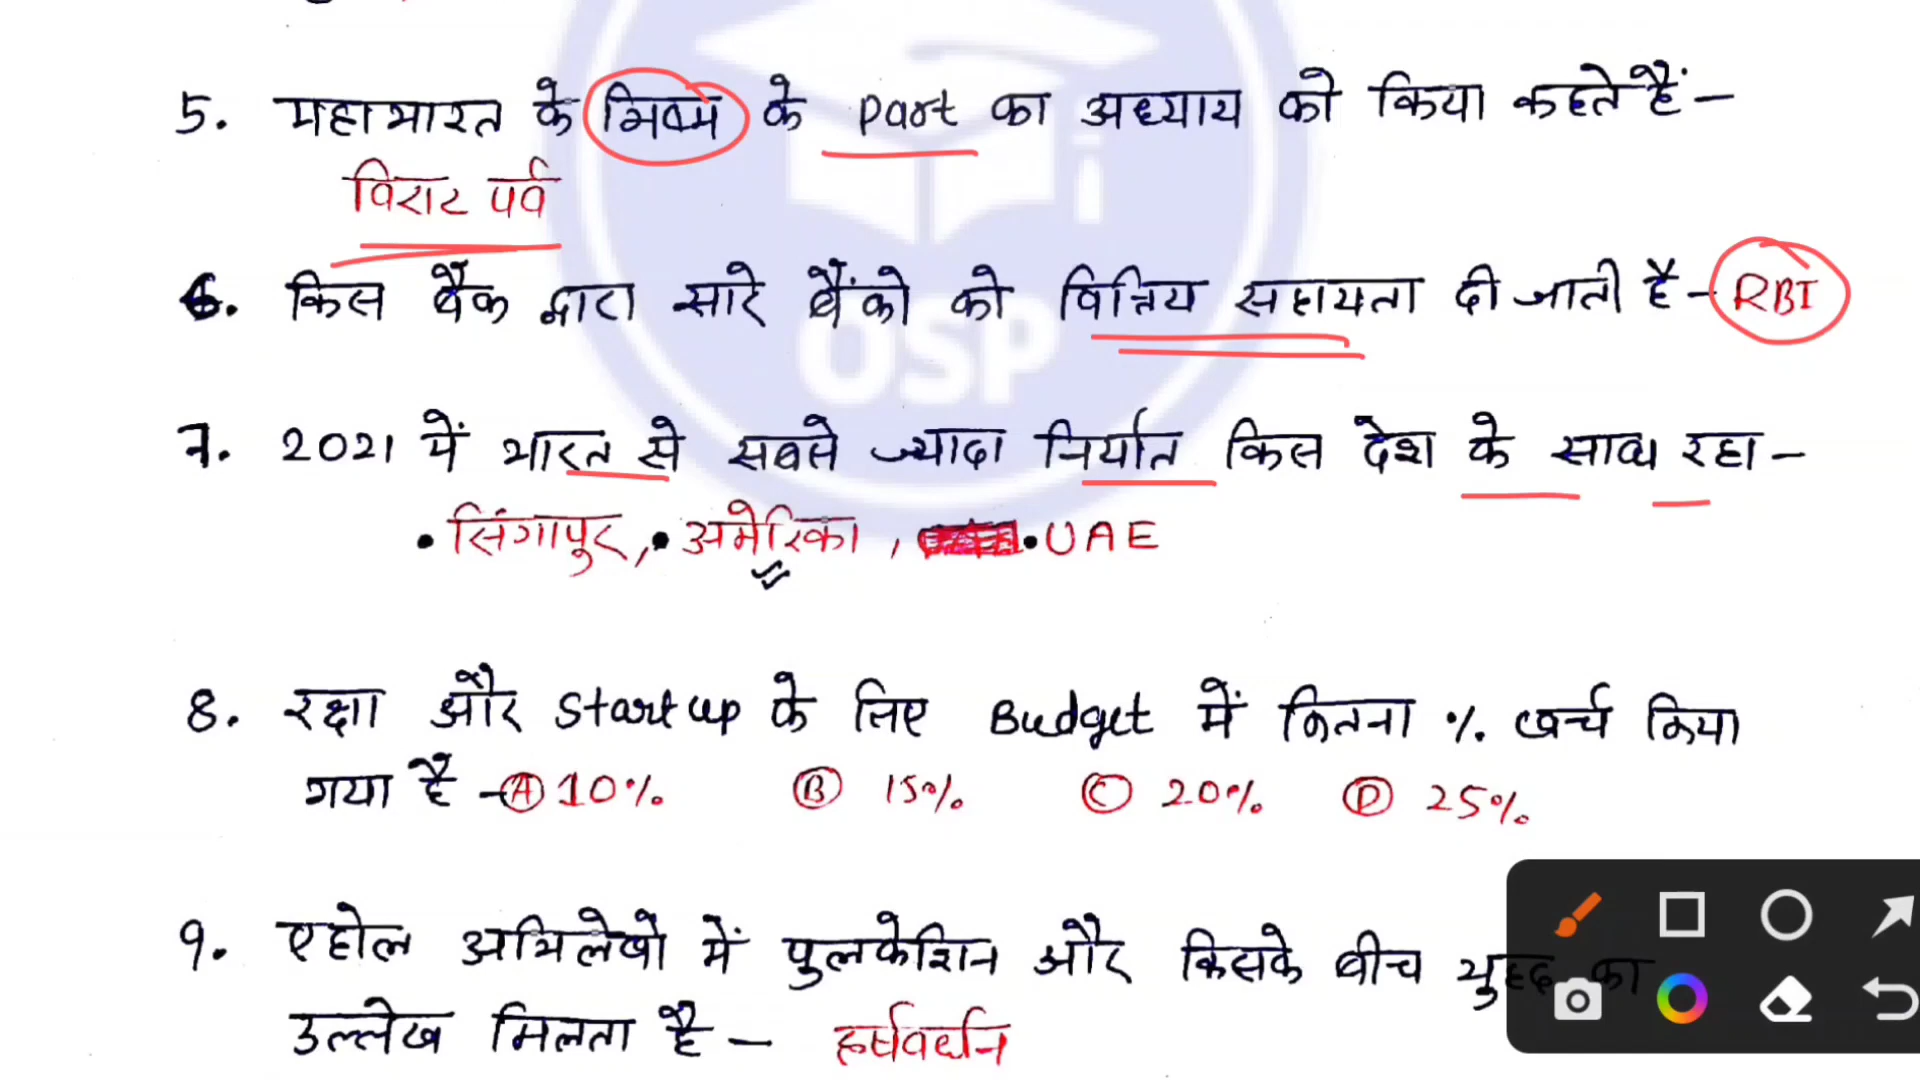 5. महाभारत के भिष्म के Part का अध्याय को किया कहते हैं-
विराट पर्व
6. किस बैंक द्वारा सारे बैंको को वित्तिय सहायता दी जाती है - RBI
OSP
7. 2021 में भारत से सबसे ज्यादा निर्यात किस देश के साथ रहा -
• सिंगापुर, • अमेरिका, • UAE
8. रक्षा और Startup के लिए Budget में कितना %. खर्च किया
गया है - Ⓐ 10% Ⓑ 15% Ⓒ 20% Ⓓ 25%
9. एहोल अभिलेखो में पुलकेशिन और किसके बीच युद्द का
उल्लेख मिलता है - हर्षवर्धन